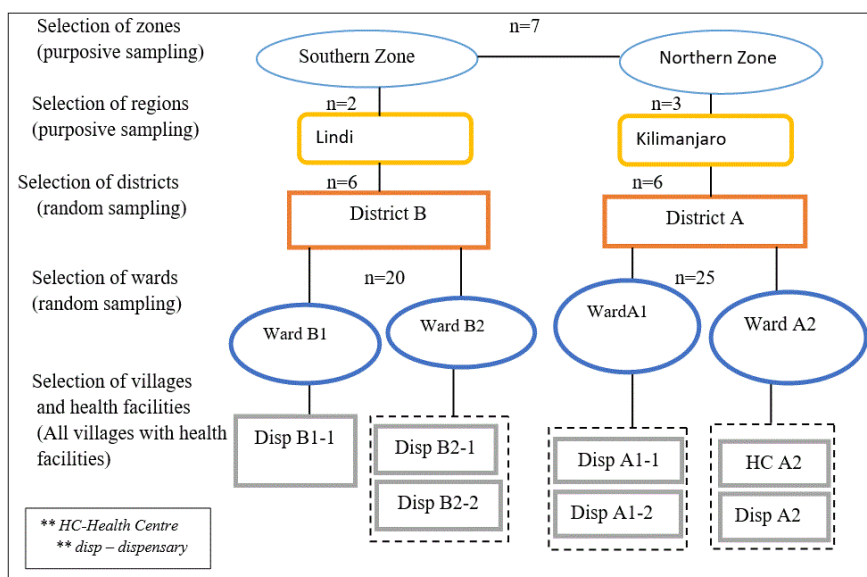 Selection of zones
(purposive sampling)
n=7
Southern Zone
Northern Zone
Selection of regions
(purposive sampling)
n=2
n=3
Lindi
Kilimanjaro
Selection of districts
(random sampling)
n=6
n=6
District B
District A
Selection of wards
(random sampling)
n=20
n=25
Ward B1
Ward B2
WardA1
Ward A2
Selection of villages
and health facilities
(All villages with health
facilities)
Disp B1-1
Disp B2-1
Disp B2-2
Disp A1-1
Disp A1-2
HC A2
Disp A2
** HC-Health Centre
** disp – dispensary